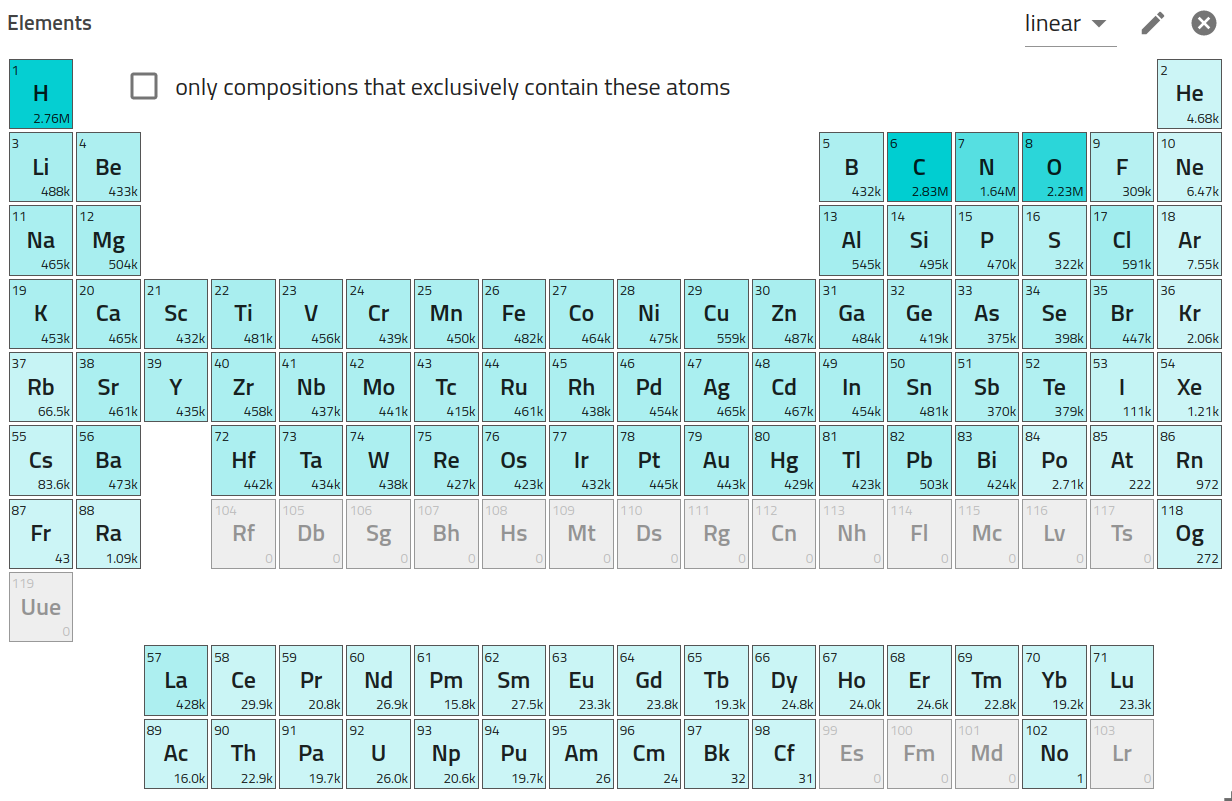 Elements
linear
only compositions that exclusively contain these atoms
1 2
H He
2.76M 4.68k
3 4 5 6 7 8 9 10
Li Be B C N O F Ne
488k 433k 432k 2.83M 1.64M 2.23M 309k 6.47k
11 12 13 14 15 16 17 18
Na Mg Al Si P S Cl Ar
465k 504k 545k 495k 470k 322k 591k 7.55k
19 20 21 22 23 24 25 26 27 28 29 30 31 32 33 34 35 36
K Ca Sc Ti V Cr Mn Fe Co Ni Cu Zn Ga Ge As Se Br Kr
453k 465k 432k 481k 456k 439k 450k 482k 464k 475k 559k 487k 484k 419k 375k 398k 447k 2.06k
37 38 39 40 41 42 43 44 45 46 47 48 49 50 51 52 53 54
Rb Sr Y Zr Nb Mo Tc Ru Rh Pd Ag Cd In Sn Sb Te I Xe
66.5k 461k 435k 458k 437k 441k 415k 461k 438k 454k 465k 467k 454k 481k 370k 379k 111k 1.21k
55 56 72 73 74 75 76 77 78 79 80 81 82 83 84 85 86
Cs Ba Hf Ta W Re Os Ir Pt Au Hg Tl Pb Bi Po At Rn
83.6k 473k 442k 434k 438k 427k 423k 432k 445k 443k 429k 423k 503k 424k 2.71k 222 972
87 88 104 105 106 107 108 109 110 111 112 113 114 115 116 117 118
Fr Ra Rf Db Sg Bh Hs Mt Ds Rg Cn Nh Fl Mc Lv Ts Og
43 1.09k 0 0 0 0 0 0 0 0 0 0 0 0 0 0 272
119
Uue
0
57 58 59 60 61 62 63 64 65 66 67 68 69 70 71
La Ce Pr Nd Pm Sm Eu Gd Tb Dy Ho Er Tm Yb Lu
428k 29.9k 20.8k 26.9k 15.8k 27.5k 23.3k 23.8k 19.3k 24.8k 24.0k 24.6k 22.8k 19.2k 23.3k
89 90 91 92 93 94 95 96 97 98 99 100 101 102 103
Ac Th Pa U Np Pu Am Cm Bk Cf Es Fm Md No Lr
16.0k 22.9k 19.7k 26.0k 20.6k 19.7k 26 24 32 31 0 0 0 1 0